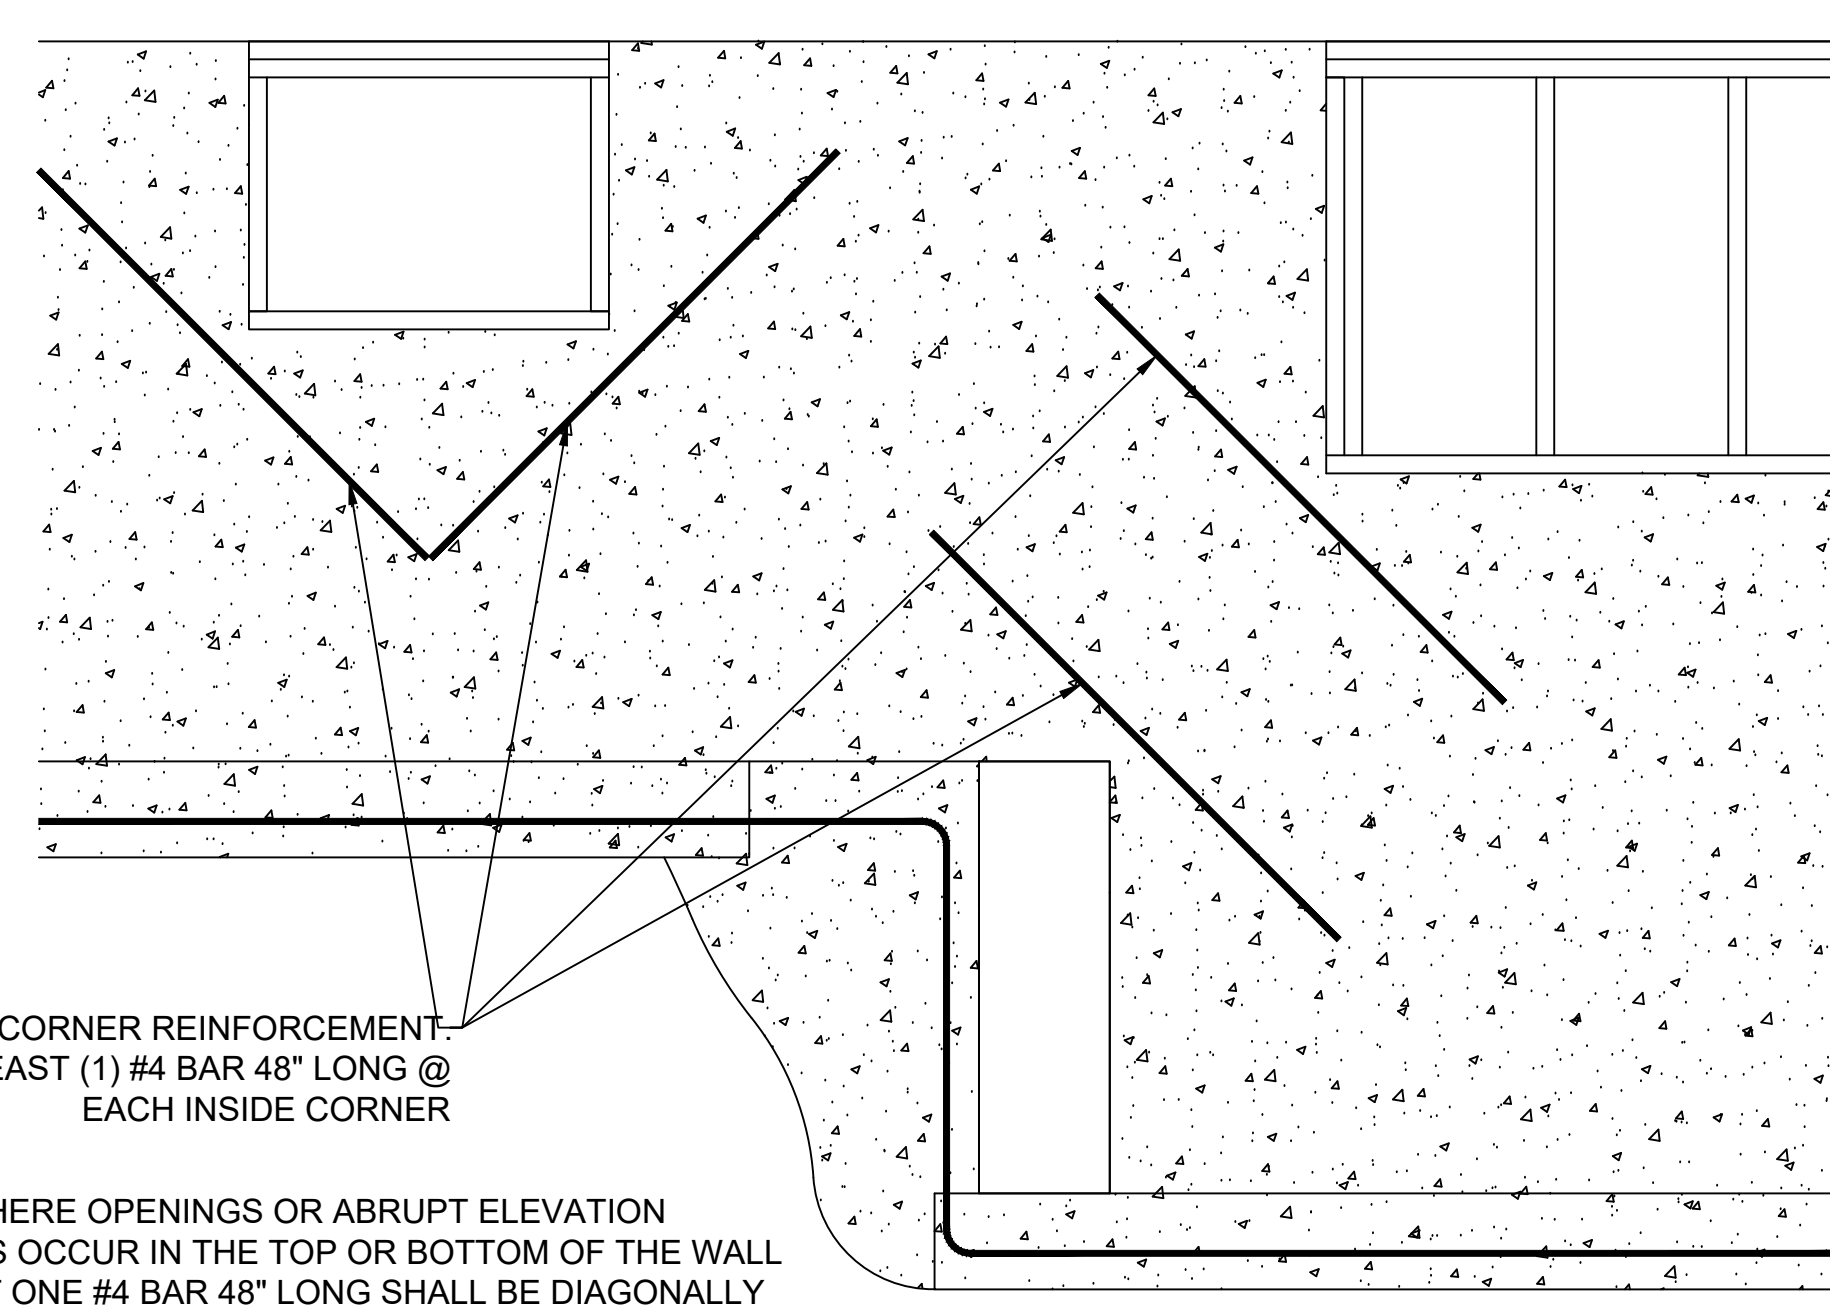 CORNER REINFORCEMENT:
EAST (1) #4 BAR 48" LONG @
EACH INSIDE CORNER
HERE OPENINGS OR ABRUPT ELEVATION
S OCCUR IN THE TOP OR BOTTOM OF THE WALL
T ONE #4 BAR 48" LONG SHALL BE DIAGONALLY